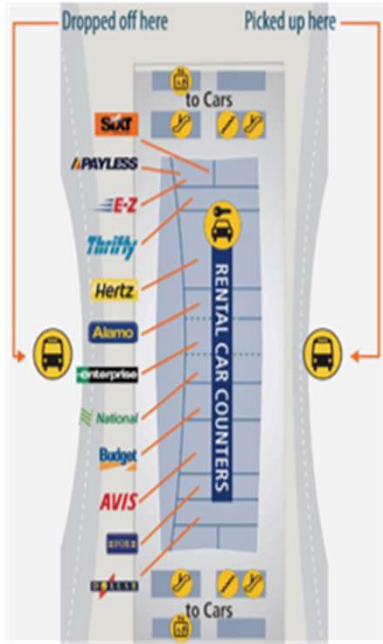 Dropped off here
Picked up here
to Cars
SIXT
PAYLESS
E-Z
Thrifty
Hertz
Alamo
enterprise
National
Budget
AVIS
DOLLAR
RENTAL CAR COUNTERS
to Cars